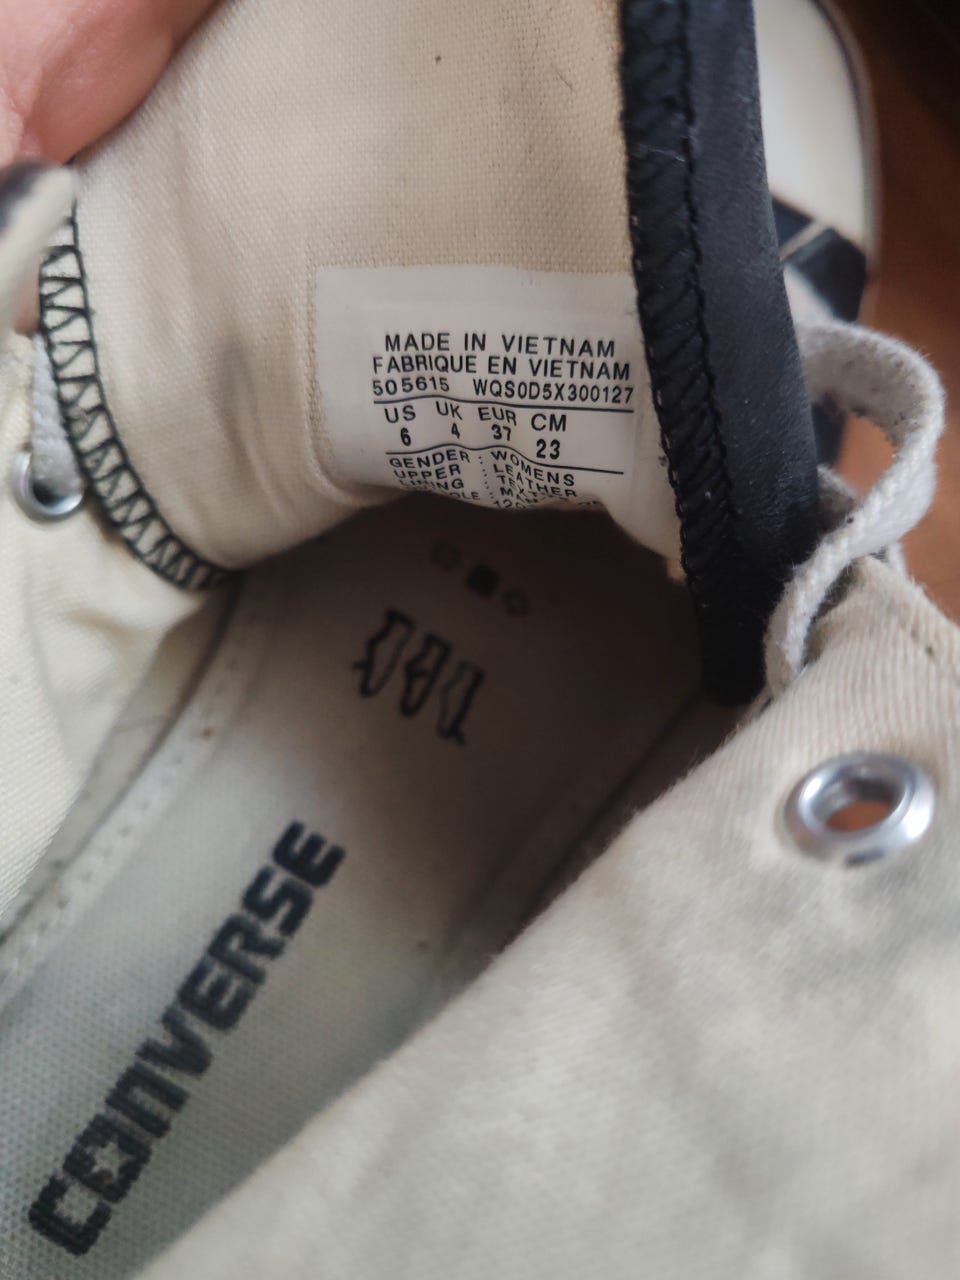 MADE IN VIETNAM
FABRIQUE EN VIETNAM
505615 WQS0D5X300127
US UK EUR CM
6 4 37 23
GENDER : WOMENS
UPPER : LEATHER
LINING :
CONVERSE